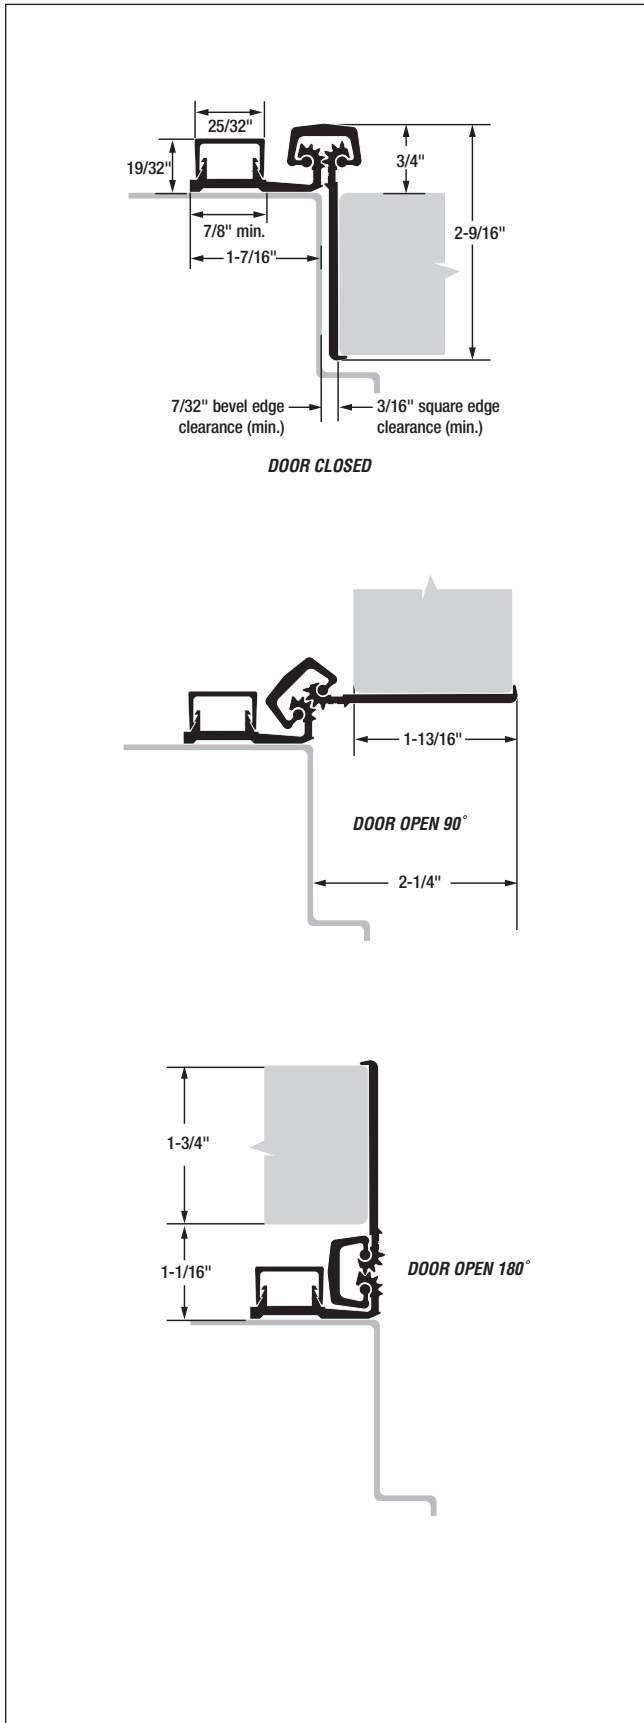 25/32"
19/32"
3/4"
2-9/16"
7/8" min.
1-7/16"
7/32" bevel edge
clearance (min.)
3/16" square edge
clearance (min.)
DOOR CLOSED
1-13/16"
DOOR OPEN 90˚
2-1/4"
1-3/4"
1-1/16"
DOOR OPEN 180˚